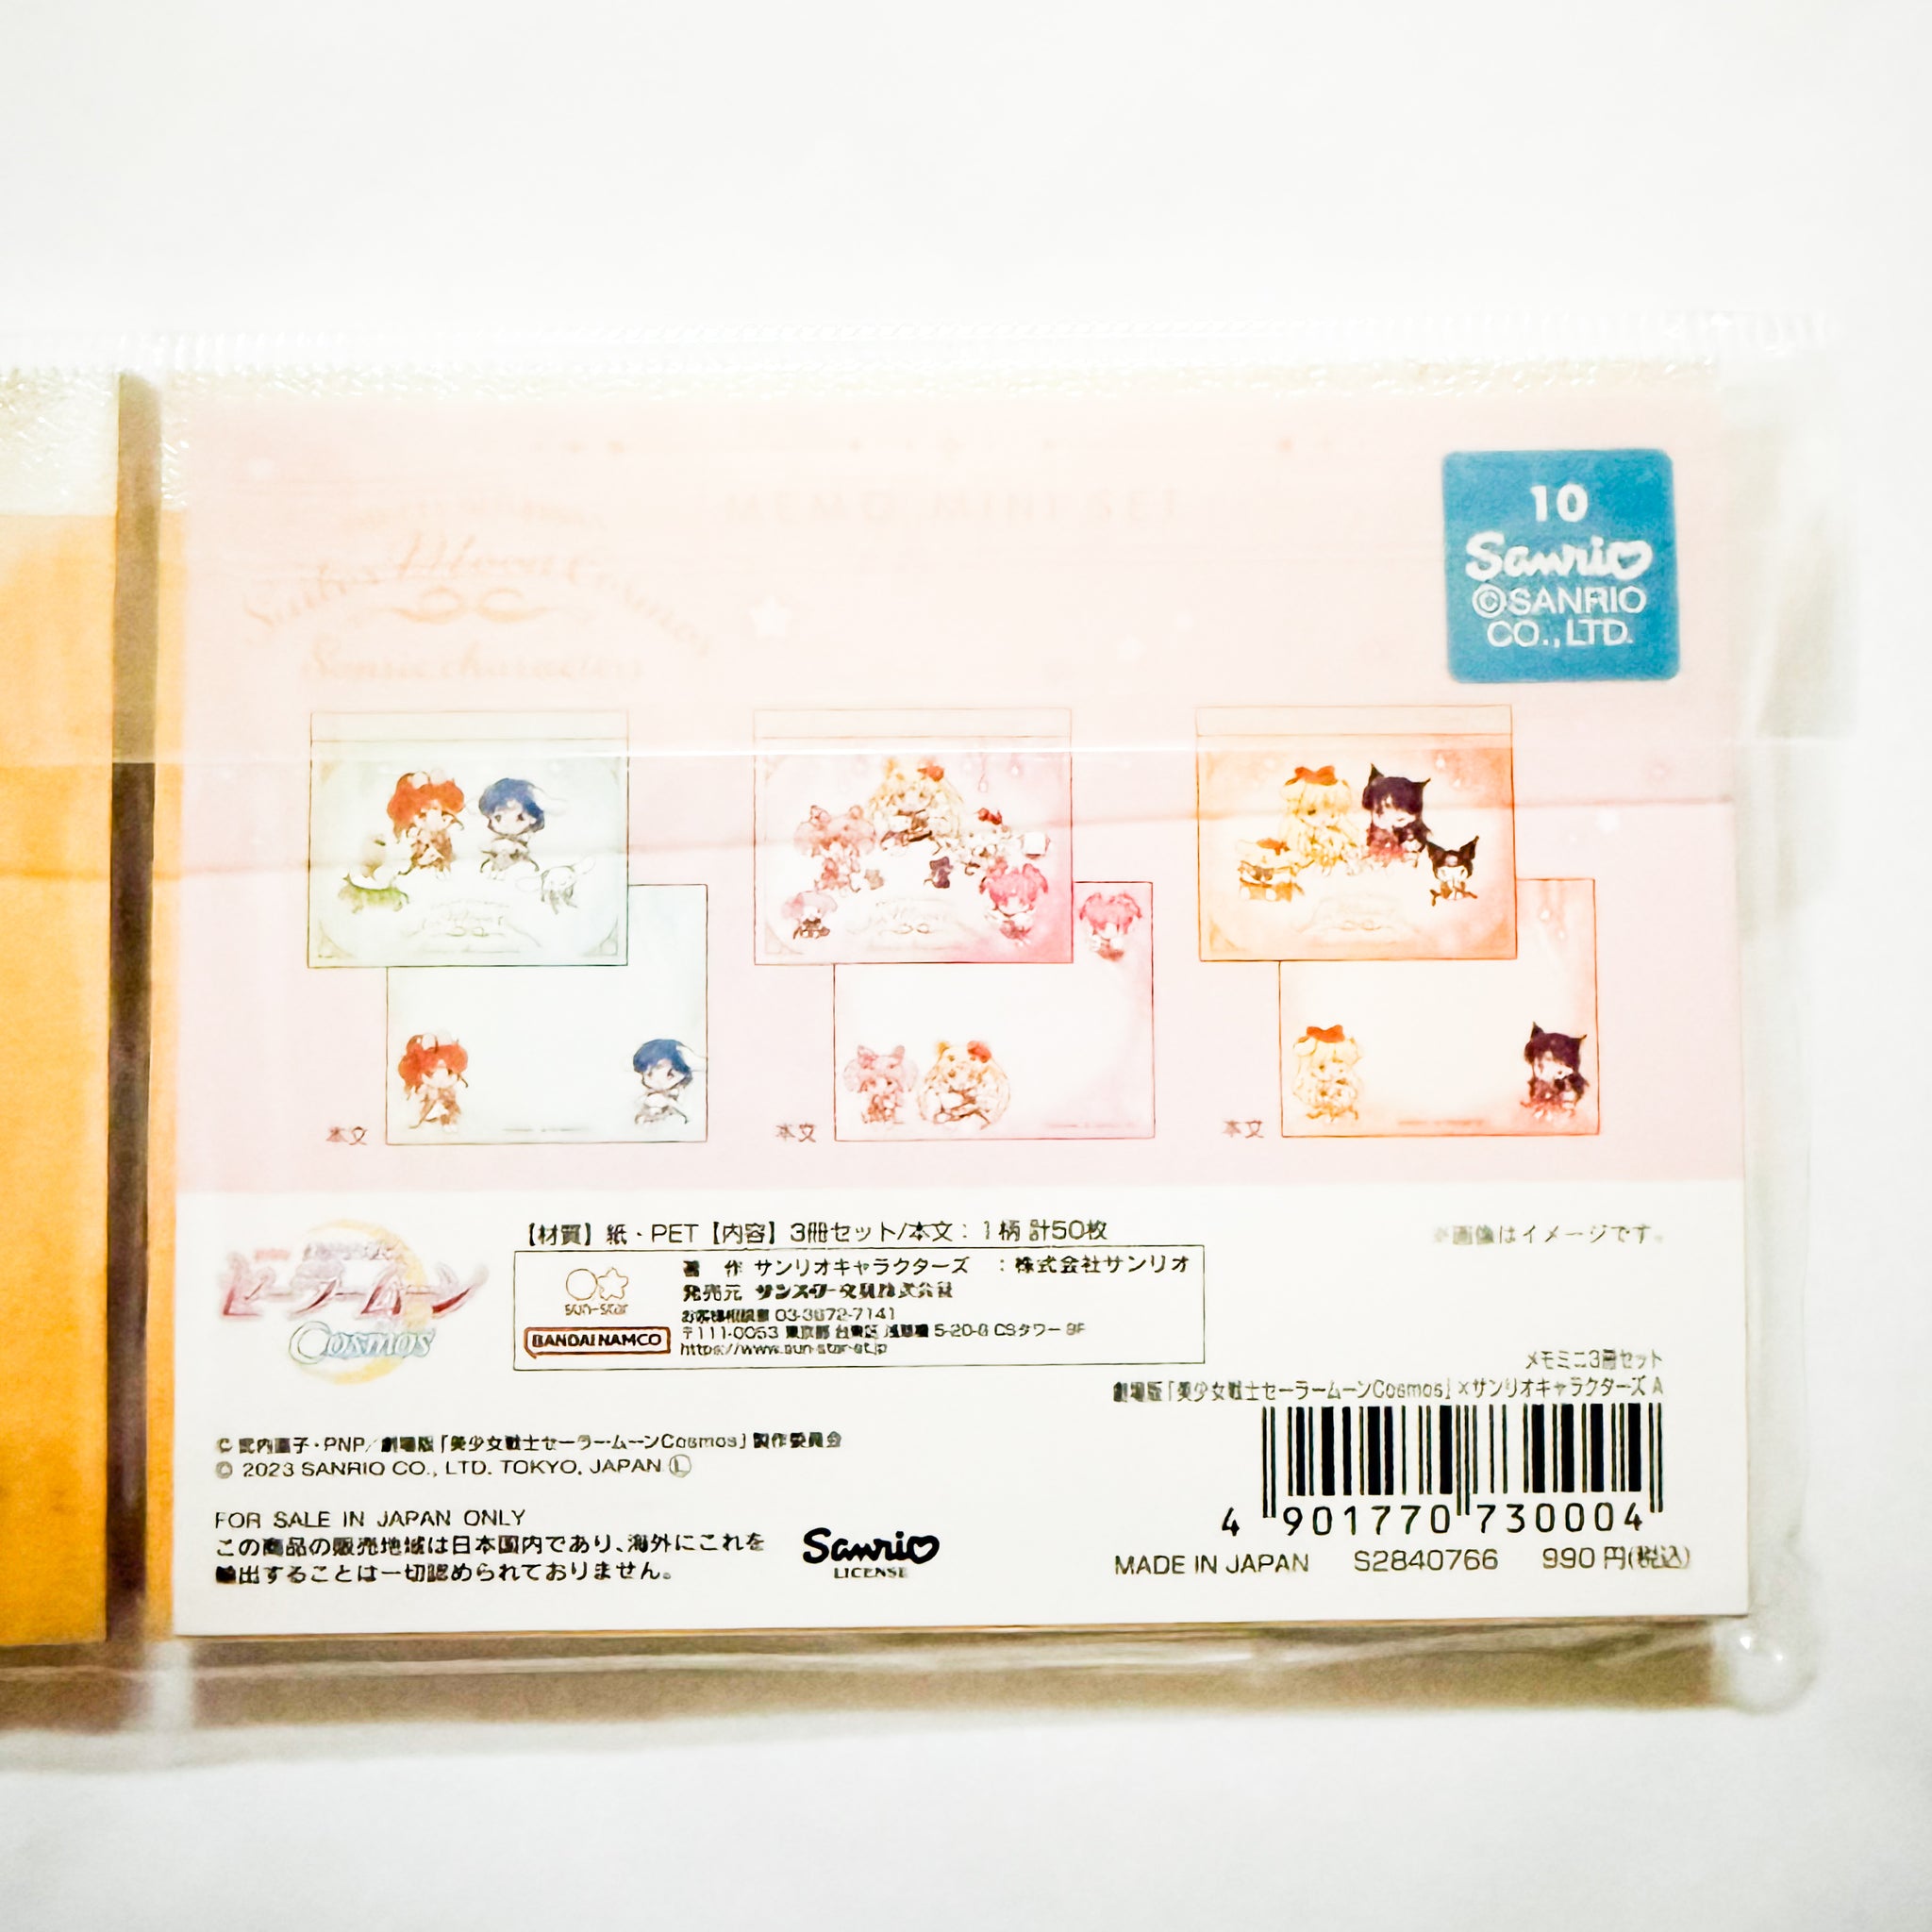 MEMO MINI SET
Sailor Moon Cosmos
Sanrio characters
10
Sanrio
©SANRIO
CO., LTD.
本文
本文
本文
セーラームーン
Cosmos
【材質】紙・PET【内容】3冊セット/本文：1柄 計50枚
※画像はイメージです。
sun-star
BANDAI NAMCO
著　作 サンリオキャラクターズ　：株式会社サンリオ
発売元 サンスター文具株式会社
お客様相談室 03-3872-7141
〒111-0053 東京都 台東区 浅草橋 5-20-8 CSタワー
https://www.sun-star-st.jp
メモミニ3冊セット
劇場版「美少女戦士セーラームーンCosmos」×サンリオキャラクターズ A
© 武内直子・PNP/劇場版「美少女戦士セーラームーンCosmos」製作委員会
© 2023 SANRIO CO., LTD. TOKYO, JAPAN Ⓛ
FOR SALE IN JAPAN ONLY
この商品の販売地域は日本国内であり、海外にこれを
輸出することは一切認められておりません。
Sanrio
LICENSE
4 901770 730004
MADE IN JAPAN S2840766 990円(税込)